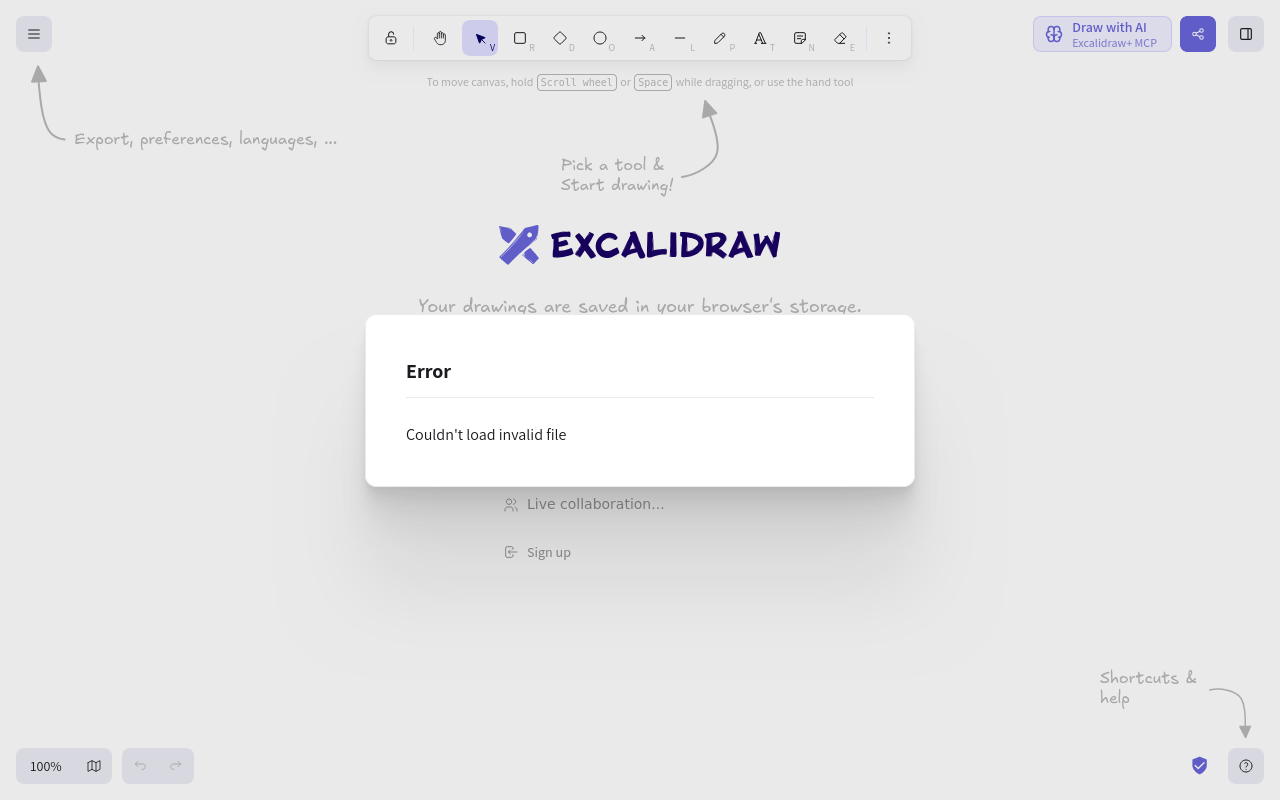 V
R
D
O
A
L
P
T
N
E
Draw with AI
Excalidraw+ MCP
To move canvas, hold Scroll wheel or Space while dragging, or use the hand tool
Export, preferences, languages, ...
Pick a tool &
Start drawing!
EXCALIDRAW
Your drawings are saved in your browser's storage.
Error
Couldn't load invalid file
Live collaboration...
Sign up
Shortcuts &
help
100%